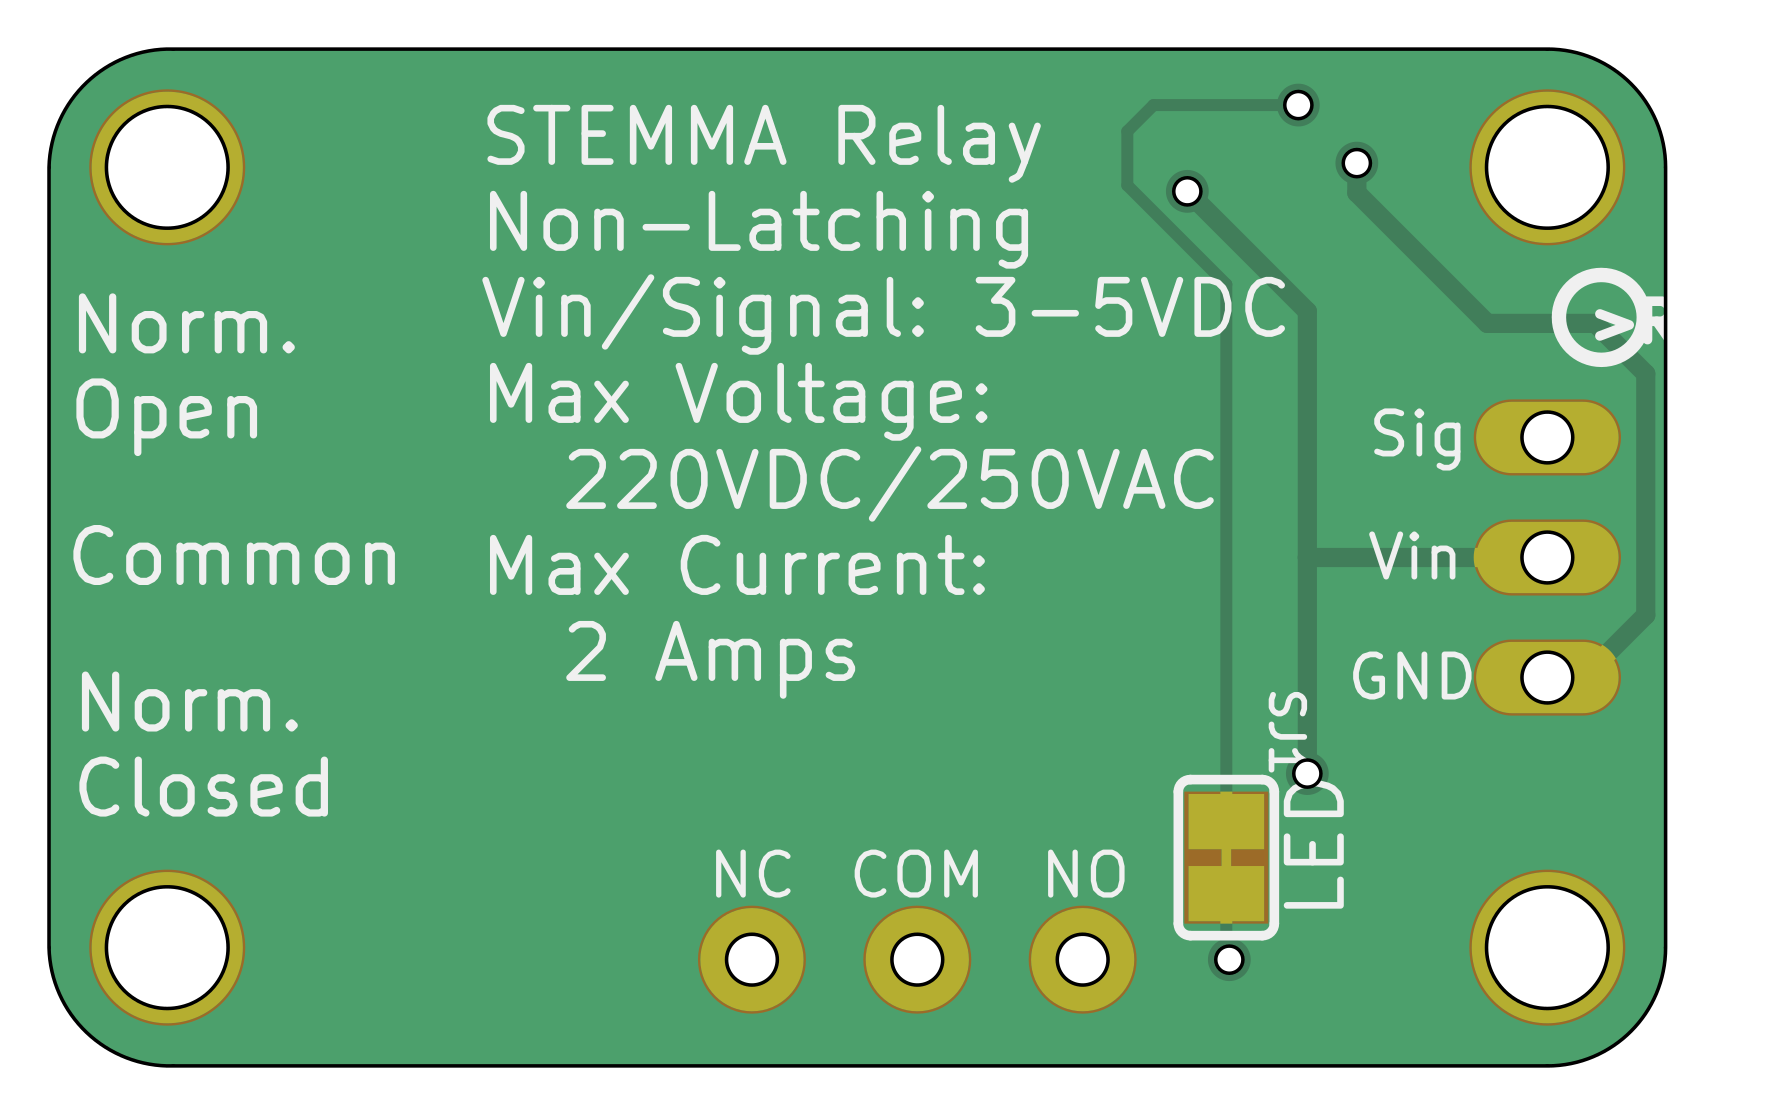 STEMMA Relay
Non-Latching
Vin/Signal: 3-5VDC
Max Voltage:
220VDC/250VAC
Max Current:
2 Amps
Norm.
Open
Common
Norm.
Closed
Sig
Vin
GND
LED
NC
COM
NO